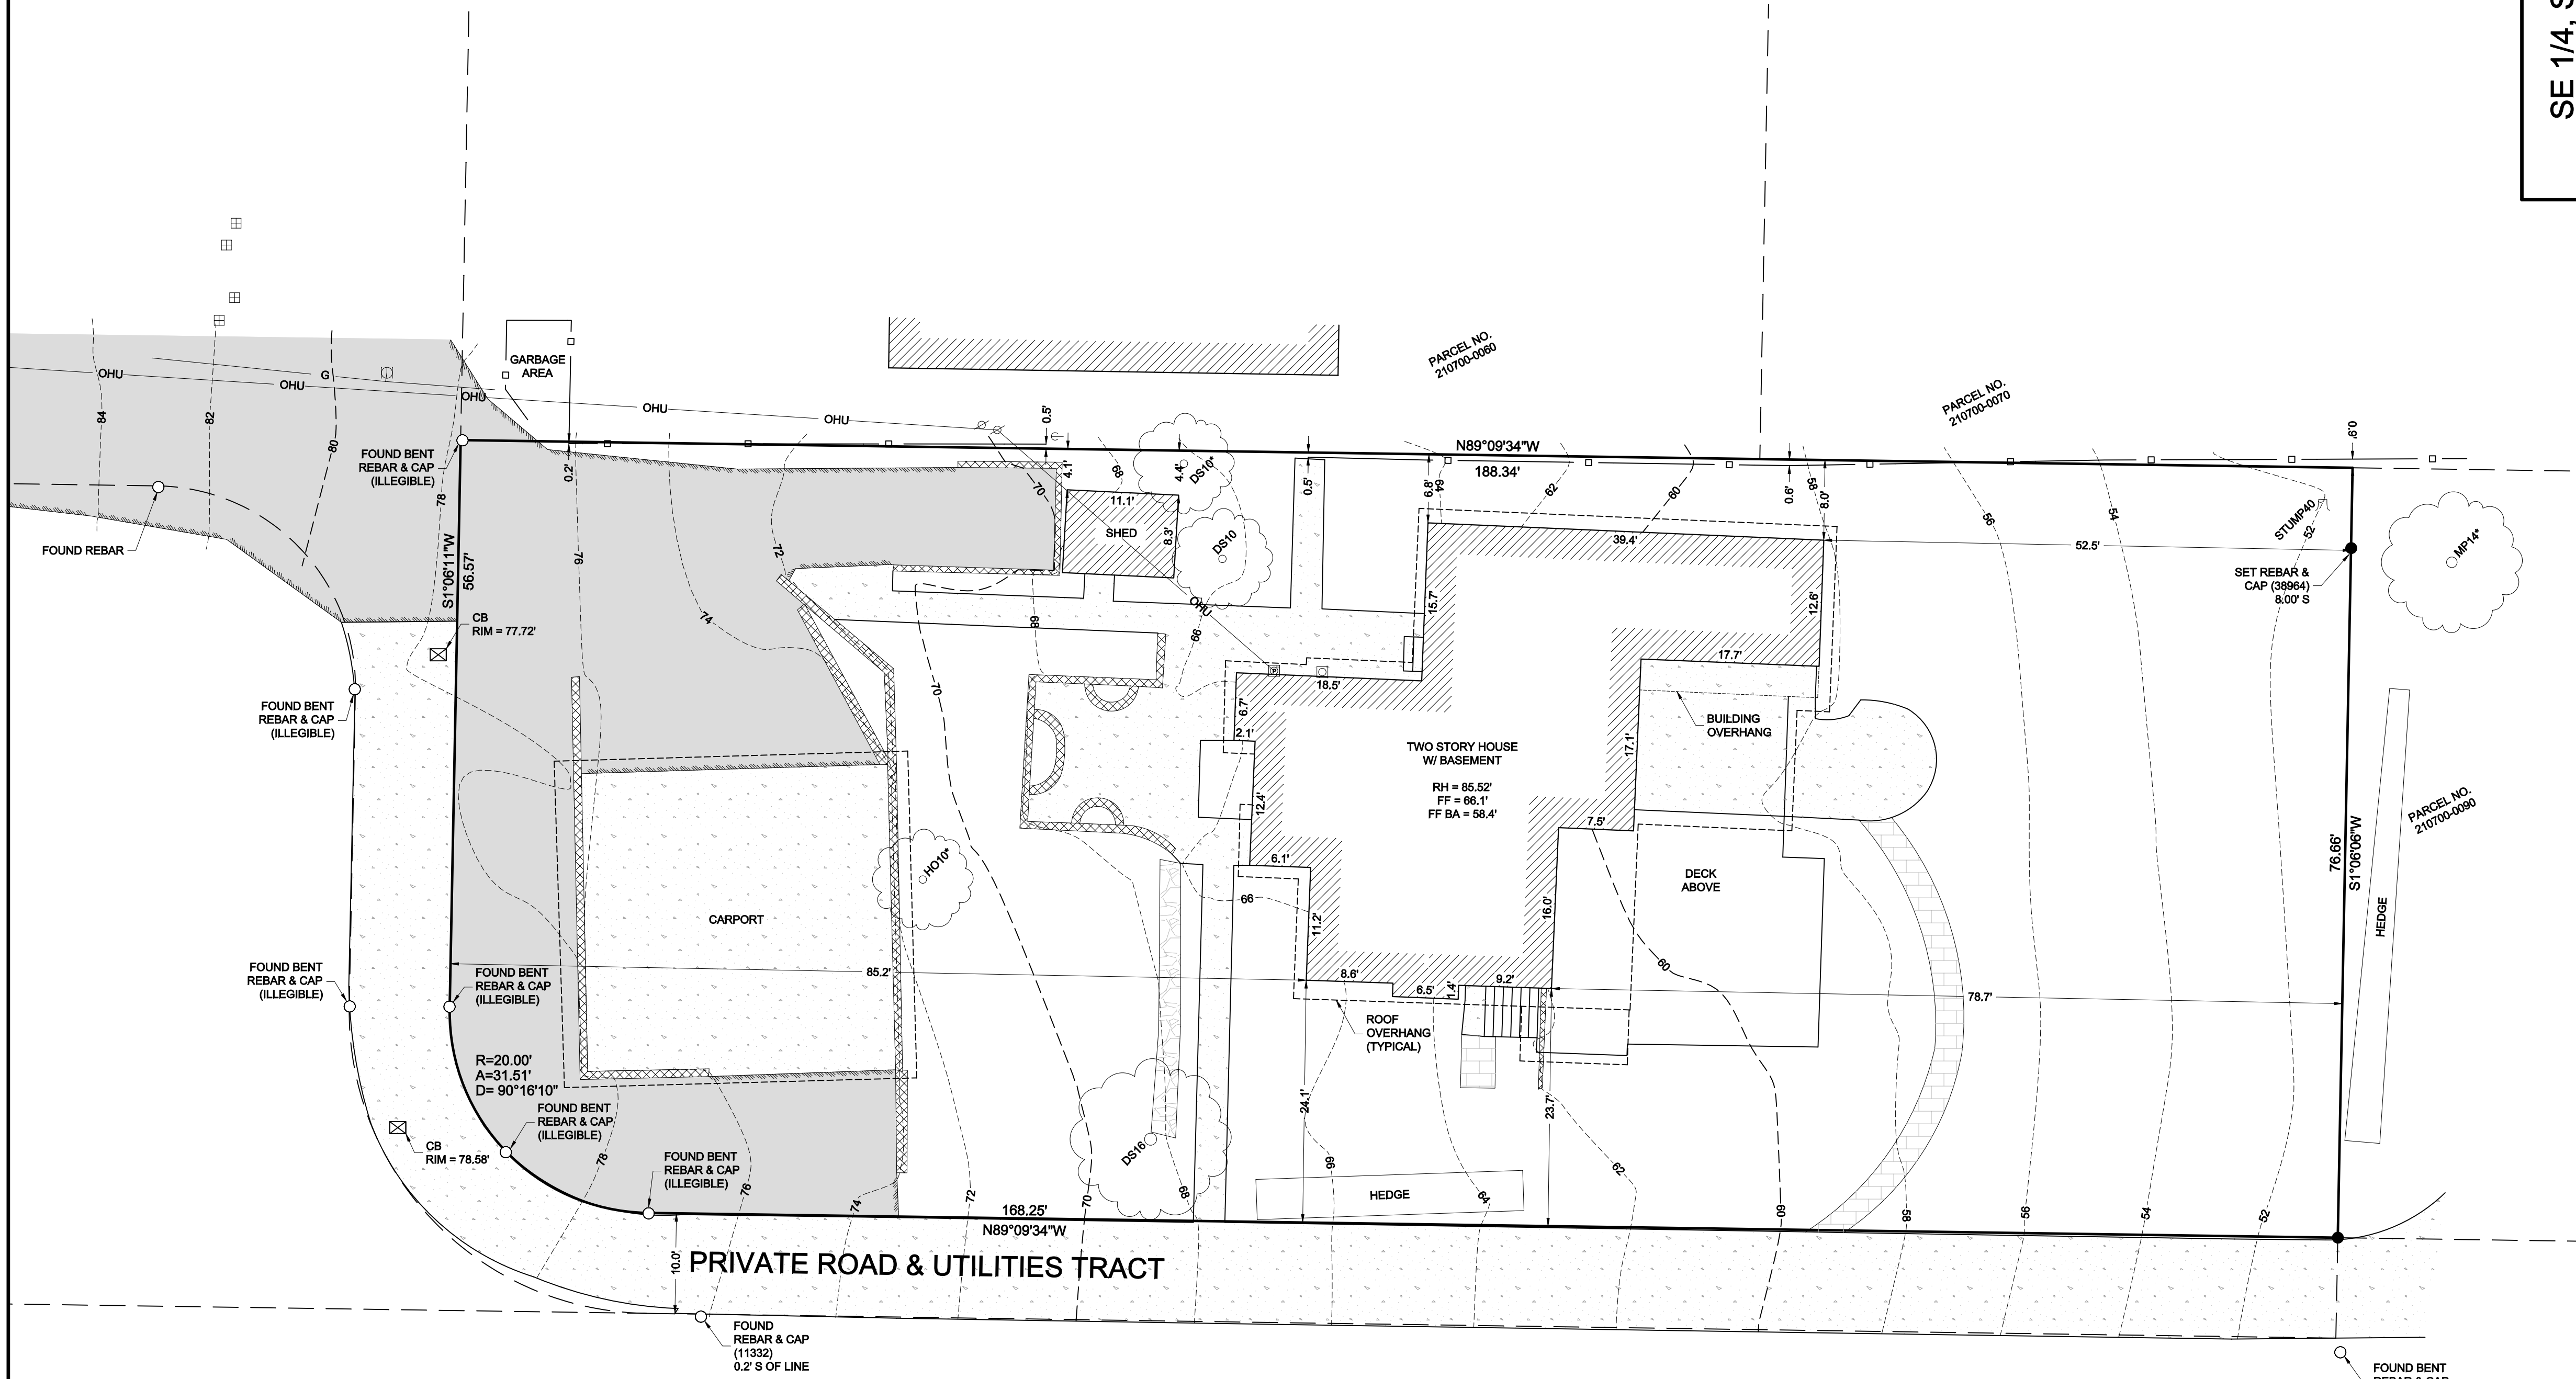 SE 1/4, S
PARCEL NO.
210700-0060
PARCEL NO.
210700-0070
GARBAGE
AREA
OHU
OHU
OHU
OHU
OHU
G
84
82
80
78
FOUND BENT
REBAR & CAP
(ILLEGIBLE)
FOUND REBAR
N89°09'34"W
188.34'
0.2'
0.5'
4.1'
4.4'
0.5'
6.8'
0.6'
8.0'
0.9'
DS10*
DS10
11.1'
SHED
8.3'
70
68
64
62
60
58
56
54
52
STUMP40
MP14*
39.4'
52.5'
SET REBAR &
CAP (38964)
8.00' S
S1°06'11"W
56.57'
CB
RIM = 77.72'
76
74
72
70
68
66
OHU
P
15.7'
12.6'
17.7'
18.5'
6.7'
2.1'
12.4'
6.1'
11.2'
17.1'
7.5'
16.0'
BUILDING
OVERHANG
TWO STORY HOUSE
W/ BASEMENT
RH = 85.52'
FF = 66.1'
FF BA = 58.4'
DECK
ABOVE
PARCEL NO.
210700-0090
76.66'
S1°06'06"W
HEDGE
FOUND BENT
REBAR & CAP
(ILLEGIBLE)
CARPORT
HO10*
66
60
FOUND BENT
REBAR & CAP
(ILLEGIBLE)
FOUND BENT
REBAR & CAP
(ILLEGIBLE)
85.2'
8.6'
6.5'
1.4'
9.2'
78.7'
ROOF
OVERHANG
(TYPICAL)
R=20.00'
A=31.51'
D= 90°16'10"
FOUND BENT
REBAR & CAP
(ILLEGIBLE)
CB
RIM = 78.58'
FOUND BENT
REBAR & CAP
(ILLEGIBLE)
DS16
24.1'
23.7'
HEDGE
78
76
74
72
70
68
66
64
62
60
58
56
54
52
168.25'
N89°09'34"W
10.0'
PRIVATE ROAD & UTILITIES TRACT
FOUND
REBAR & CAP
(11332)
0.2' S OF LINE
FOUND BENT
REBAR & CAP